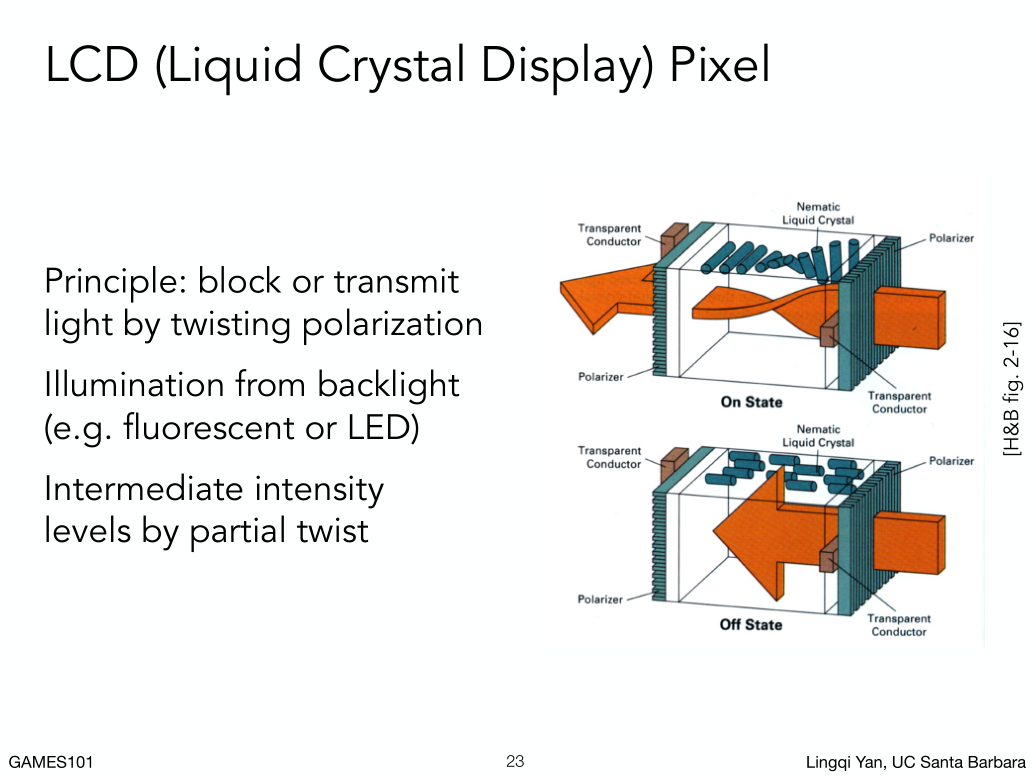 LCD (Liquid Crystal Display) Pixel
Principle: block or transmit
light by twisting polarization
Illumination from backlight
(e.g. fluorescent or LED)
Intermediate intensity
levels by partial twist
Nematic
Liquid Crystal
Transparent
Conductor
Polarizer
Polarizer
Transparent
Conductor
On State
Nematic
Liquid Crystal
Transparent
Conductor
Polarizer
Polarizer
Transparent
Conductor
Off State
[H&B fig. 2-16]
GAMES101
23
Lingqi Yan, UC Santa Barbara